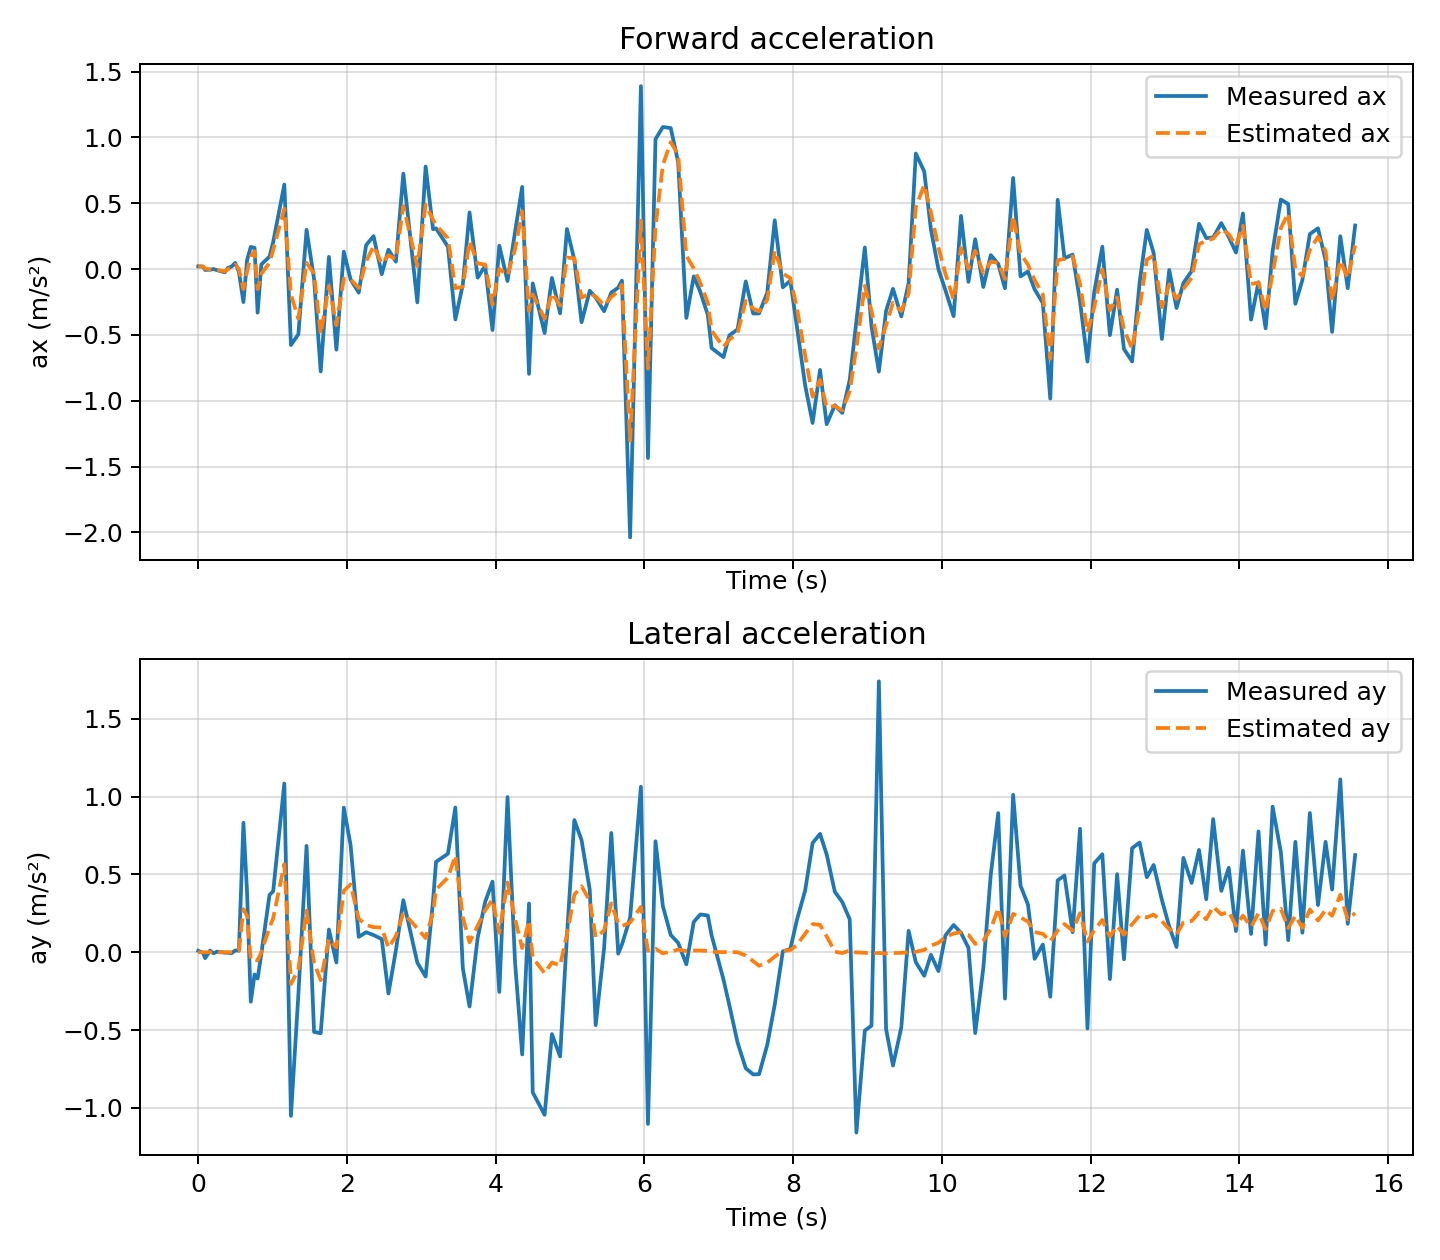 Forward acceleration
1.5
1.0
0.5
0.0
−0.5
−1.0
−1.5
−2.0
ax (m/s²)
Measured ax
Estimated ax
Time (s)
Lateral acceleration
1.5
1.0
0.5
0.0
−0.5
−1.0
ay (m/s²)
Measured ay
Estimated ay
0 2 4 6 8 10 12 14 16
Time (s)